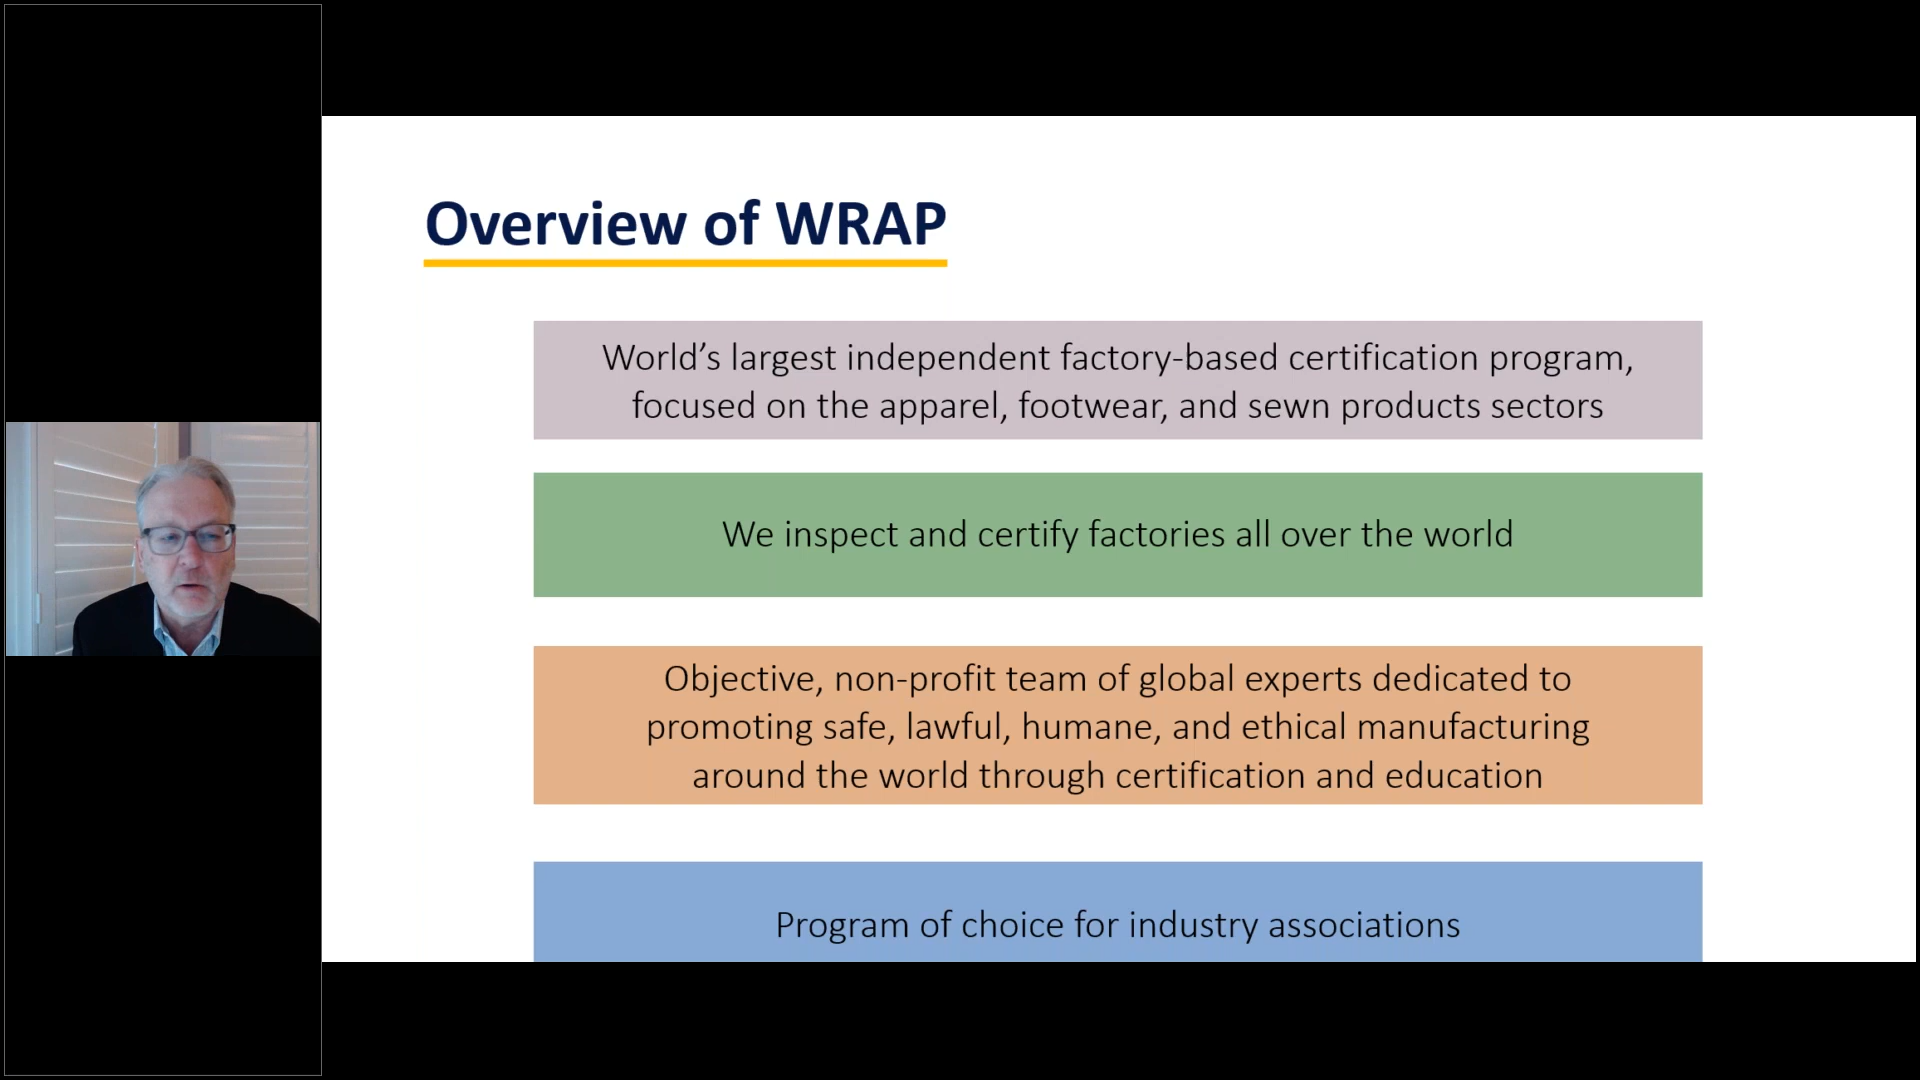 Overview of WRAP
World’s largest independent factory-based certification program,
focused on the apparel, footwear, and sewn products sectors
We inspect and certify factories all over the world
Objective, non-profit team of global experts dedicated to
promoting safe, lawful, humane, and ethical manufacturing
around the world through certification and education
Program of choice for industry associations